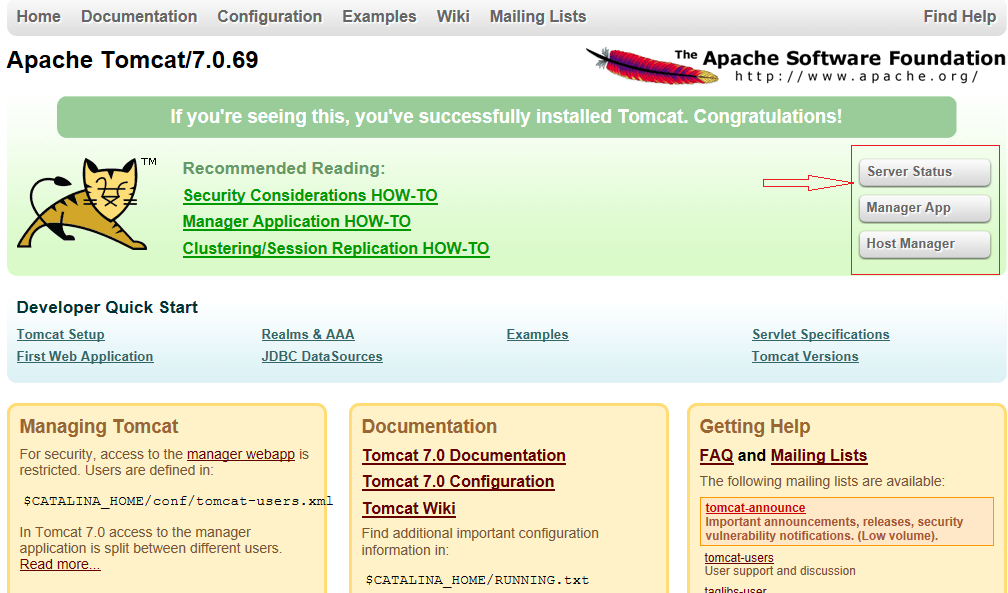 Home Documentation Configuration Examples Wiki Mailing Lists Find Help
Apache Tomcat/7.0.69
The Apache Software Foundation
http://www.apache.org/
If you're seeing this, you've successfully installed Tomcat. Congratulations!
TM
Recommended Reading:
Security Considerations HOW-TO
Manager Application HOW-TO
Clustering/Session Replication HOW-TO
Server Status
Manager App
Host Manager
Developer Quick Start
Tomcat Setup
First Web Application
Realms & AAA
JDBC DataSources
Examples
Servlet Specifications
Tomcat Versions
Managing Tomcat
For security, access to the manager webapp is
restricted. Users are defined in:
$CATALINA_HOME/conf/tomcat-users.xml
In Tomcat 7.0 access to the manager
application is split between different users.
Read more...
Documentation
Tomcat 7.0 Documentation
Tomcat 7.0 Configuration
Tomcat Wiki
Find additional important configuration
information in:
$CATALINA_HOME/RUNNING.txt
Getting Help
FAQ and Mailing Lists
The following mailing lists are available:
tomcat-announce
Important announcements, releases, security
vulnerability notifications. (Low volume).
tomcat-users
User support and discussion
taglibs-user